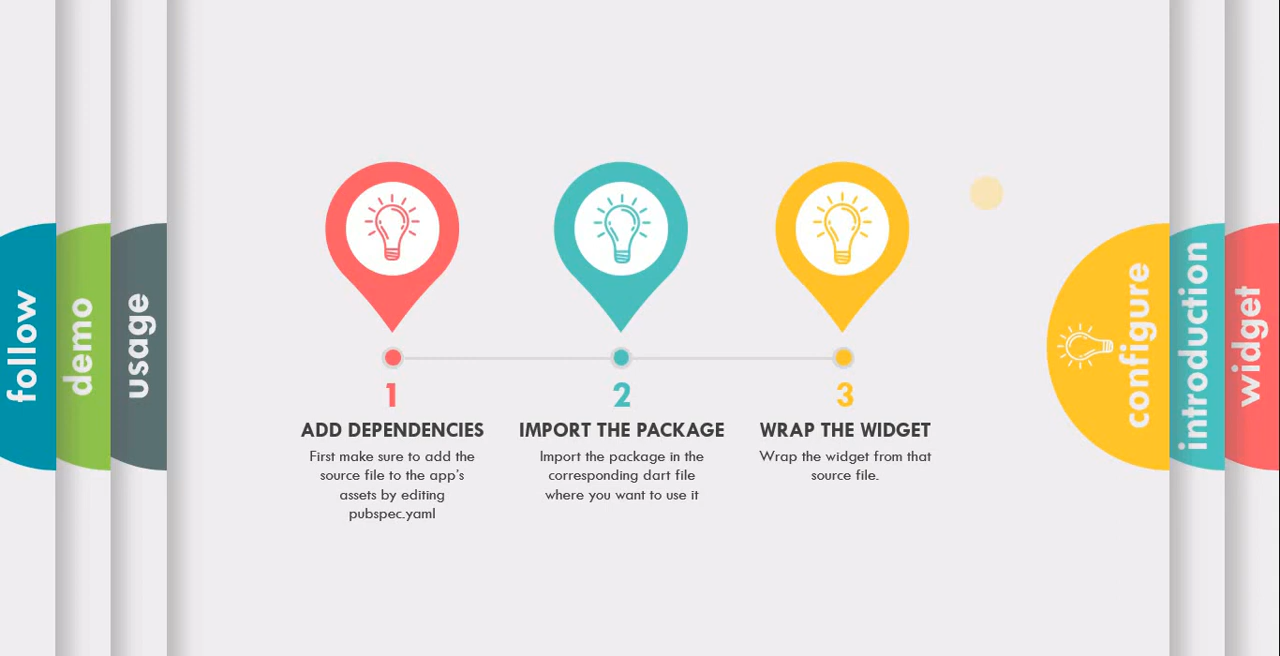 follow
demo
usage
1
ADD DEPENDENCIES
First make sure to add the
source file to the app's
assets by editing
pubspec.yaml
2
IMPORT THE PACKAGE
Import the package in the
corresponding dart file
where you want to use it
3
WRAP THE WIDGET
Wrap the widget from that
source file.
configure
introduction
widget